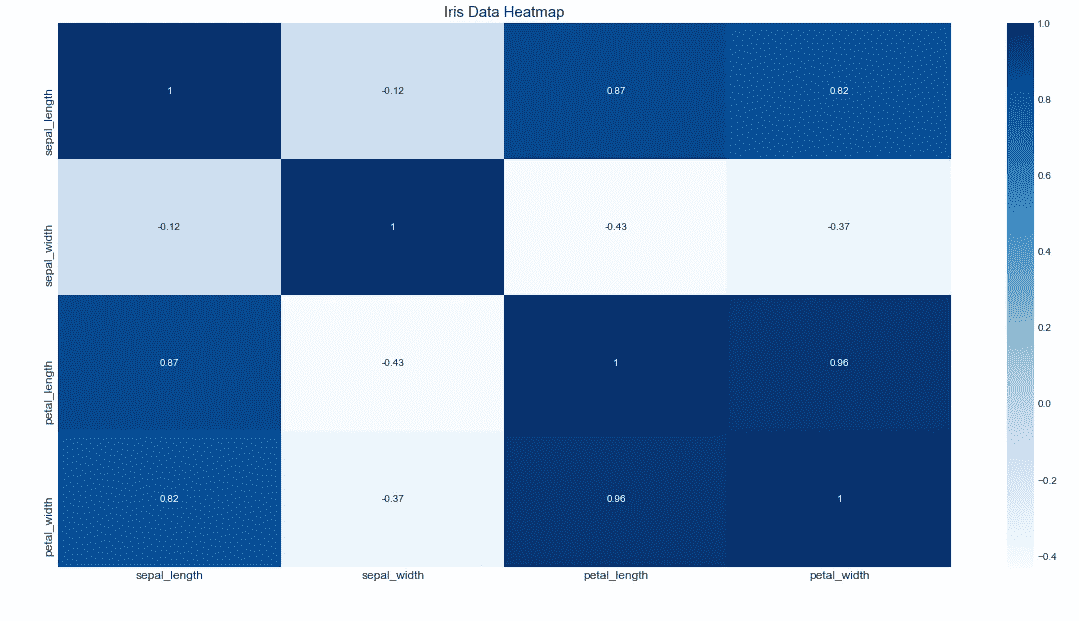 Iris Data Heatmap
sepal_length
1
-0.12
0.87
0.82
sepal_width
-0.12
1
-0.43
-0.37
petal_length
0.87
-0.43
1
0.96
petal_width
0.82
-0.37
0.96
1
sepal_length
sepal_width
petal_length
petal_width
1.0
0.8
0.6
0.4
0.2
0.0
−0.2
−0.4